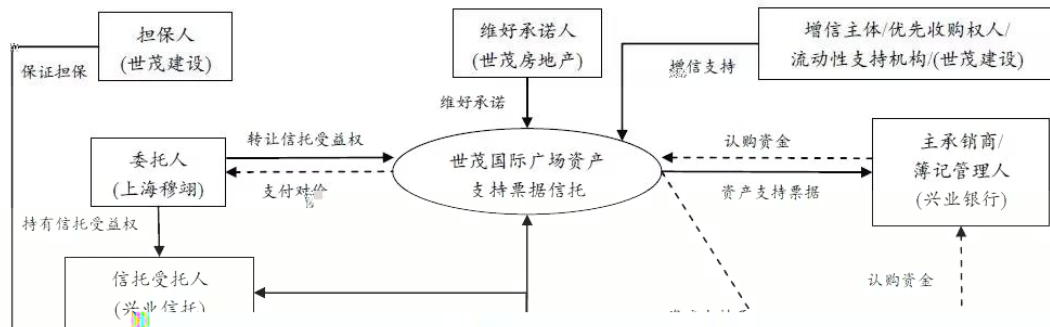 担保人
(世茂建设)
维好承诺人
(世茂房地产)
增信主体/优先收购权人/
流动性支持机构/(世茂建设)
保证担保
增信支持
维好承诺
转让信托受益权
认购资金
委托人
(上海穆翊)
世茂国际广场资产
支持票据信托
主承销商/
簿记管理人
(兴业银行)
支付对价
资产支持票据
持有信托受益权
信托受托人
(兴业信托)
认购资金